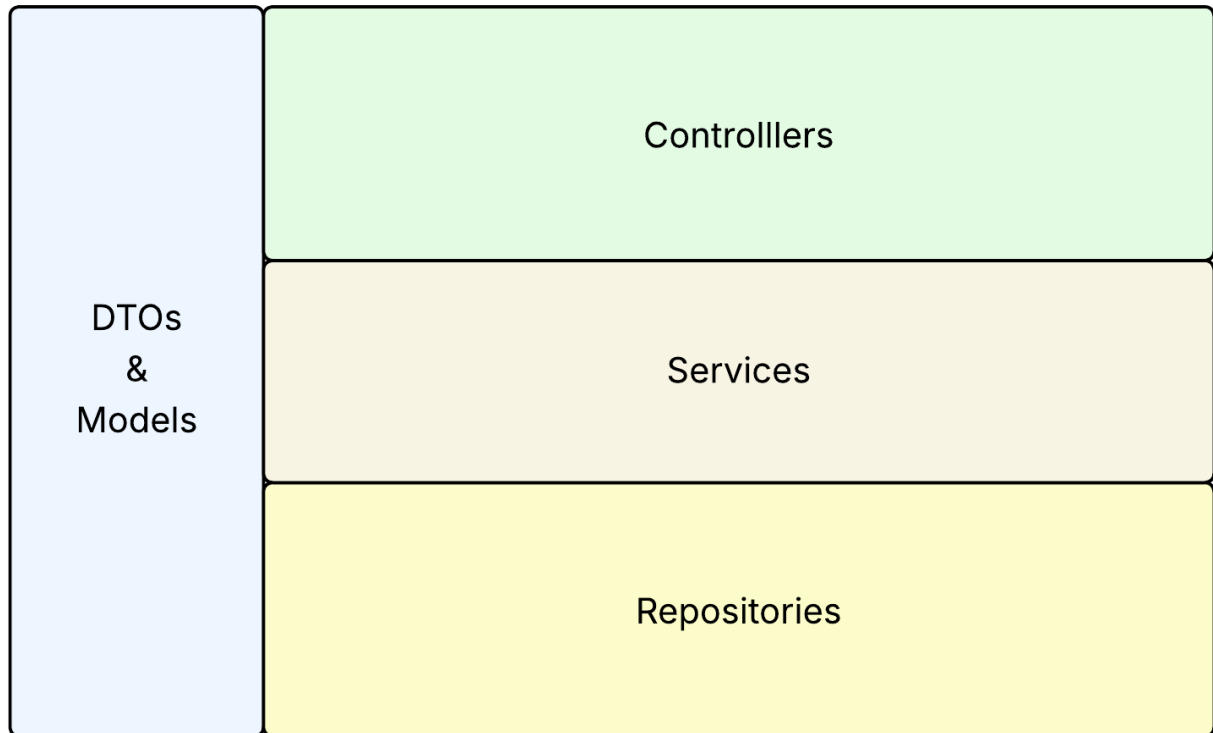 DTOs
&
Models
Controlllers
Services
Repositories